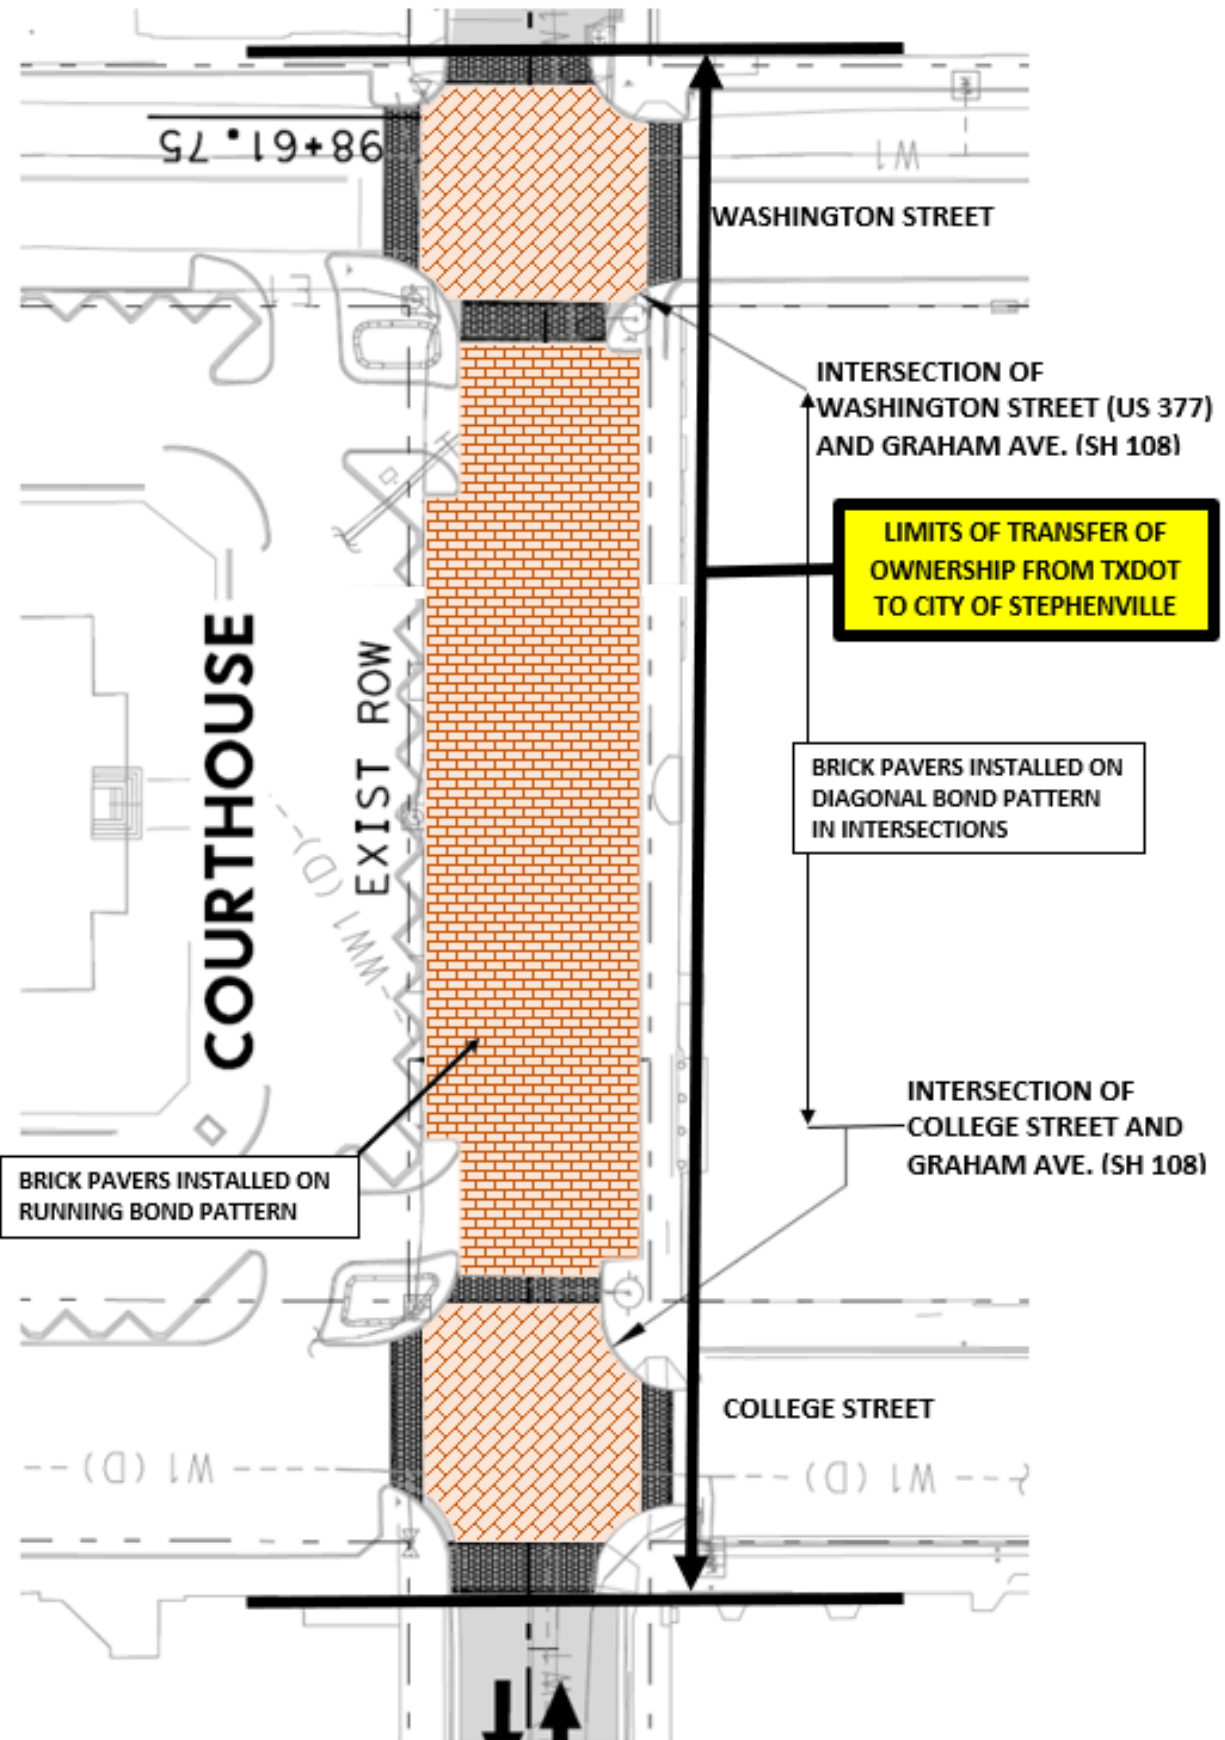 98+61.75
W1
WASHINGTON STREET
E1
INTERSECTION OF
WASHINGTON STREET (US 377)
AND GRAHAM AVE. (SH 108)
LIMITS OF TRANSFER OF
OWNERSHIP FROM TXDOT
TO CITY OF STEPHENVILLE
COURTHOUSE
EXIST ROW
BRICK PAVERS INSTALLED ON
DIAGONAL BOND PATTERN
IN INTERSECTIONS
WW1 (D)
INTERSECTION OF
COLLEGE STREET AND
GRAHAM AVE. (SH 108)
BRICK PAVERS INSTALLED ON
RUNNING BOND PATTERN
COLLEGE STREET
W1 (D)
W1 (D)